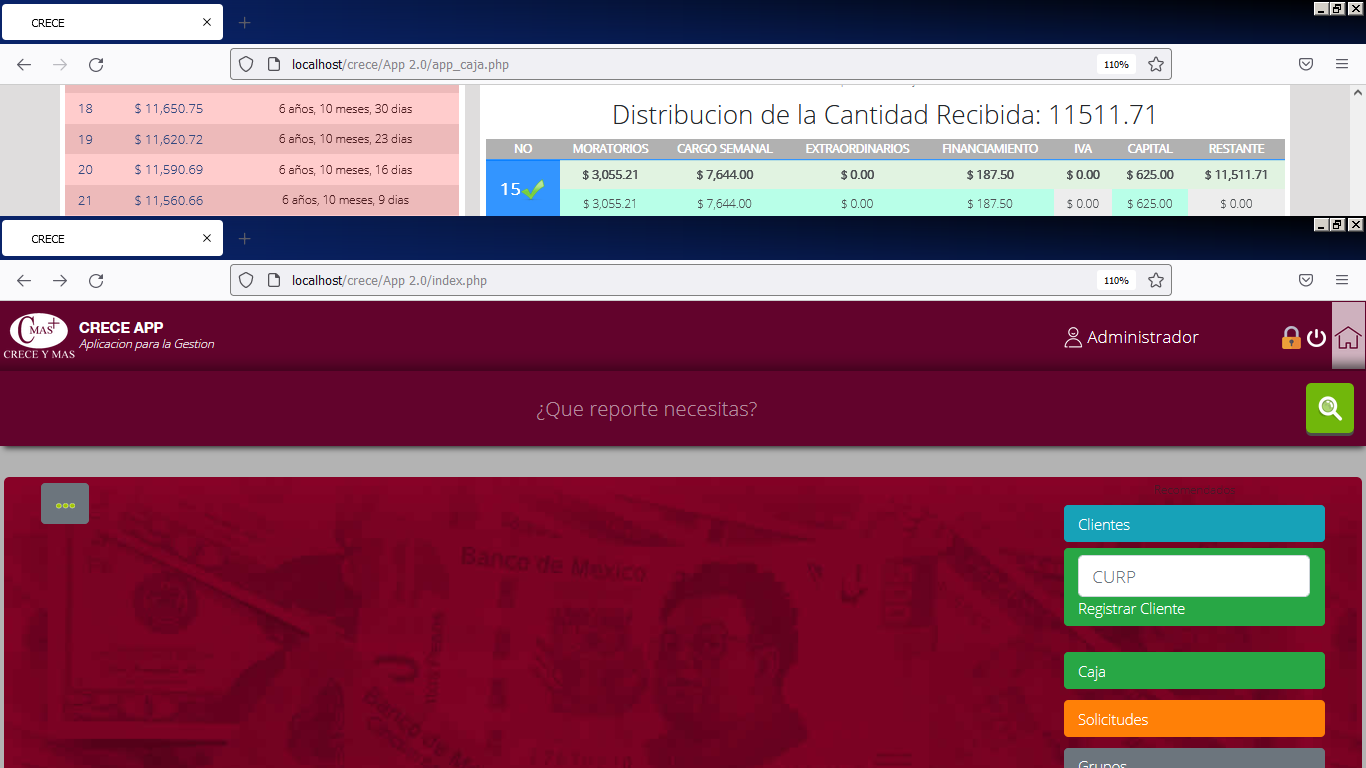 CRECE
localhost/crece/App 2.0/app_caja.php
110%
18 $ 11,650.75 6 años, 10 meses, 30 dias
19 $ 11,620.72 6 años, 10 meses, 23 dias
20 $ 11,590.69 6 años, 10 meses, 16 dias
21 $ 11,560.66 6 años, 10 meses, 9 dias
Distribucion de la Cantidad Recibida: 11511.71
NO MORATORIOS CARGO SEMANAL EXTRAORDINARIOS FINANCIAMIENTO IVA CAPITAL RESTANTE
15 $ 3,055.21 $ 7,644.00 $ 0.00 $ 187.50 $ 0.00 $ 625.00 $ 11,511.71
$ 3,055.21 $ 7,644.00 $ 0.00 $ 187.50 $ 0.00 $ 625.00 $ 0.00
CRECE
localhost/crece/App 2.0/index.php
110%
C MAS+
CRECE Y MAS
CRECE APP
Aplicacion para la Gestion
Administrador
¿Que reporte necesitas?
Banco de Mexico
Clientes
CURP
Registrar Cliente
Caja
Solicitudes
Grupos